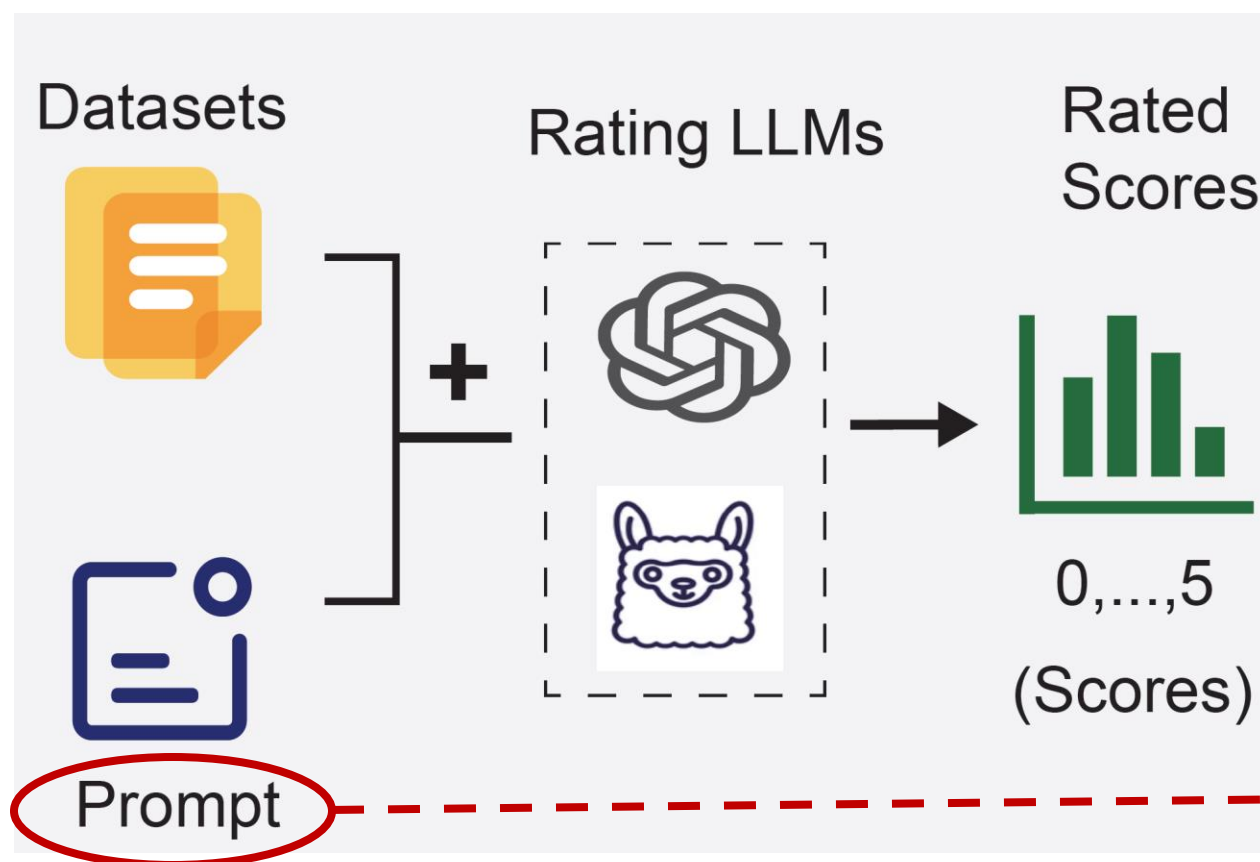 Datasets
Rating LLMs
Rated
Scores
0,...,5
(Scores)
Prompt